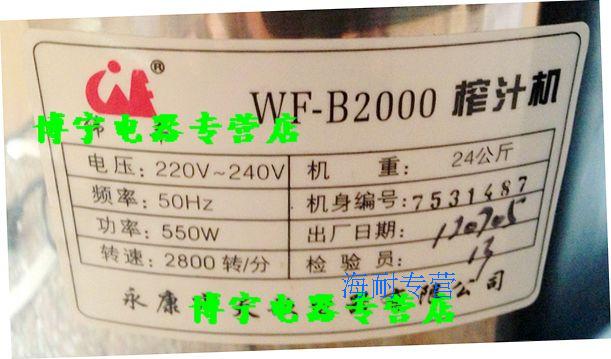 ®
WF-B2000 榨汁机
博宇电器专营店
电压: 220V~240V 机 重: 24公斤
频率: 50Hz 机身编号: 7531487
功率: 550W 出厂日期: 120705
转速: 2800 转/分 检验员: 13
海耐专营
永康 有限公司
博宇电器专营店